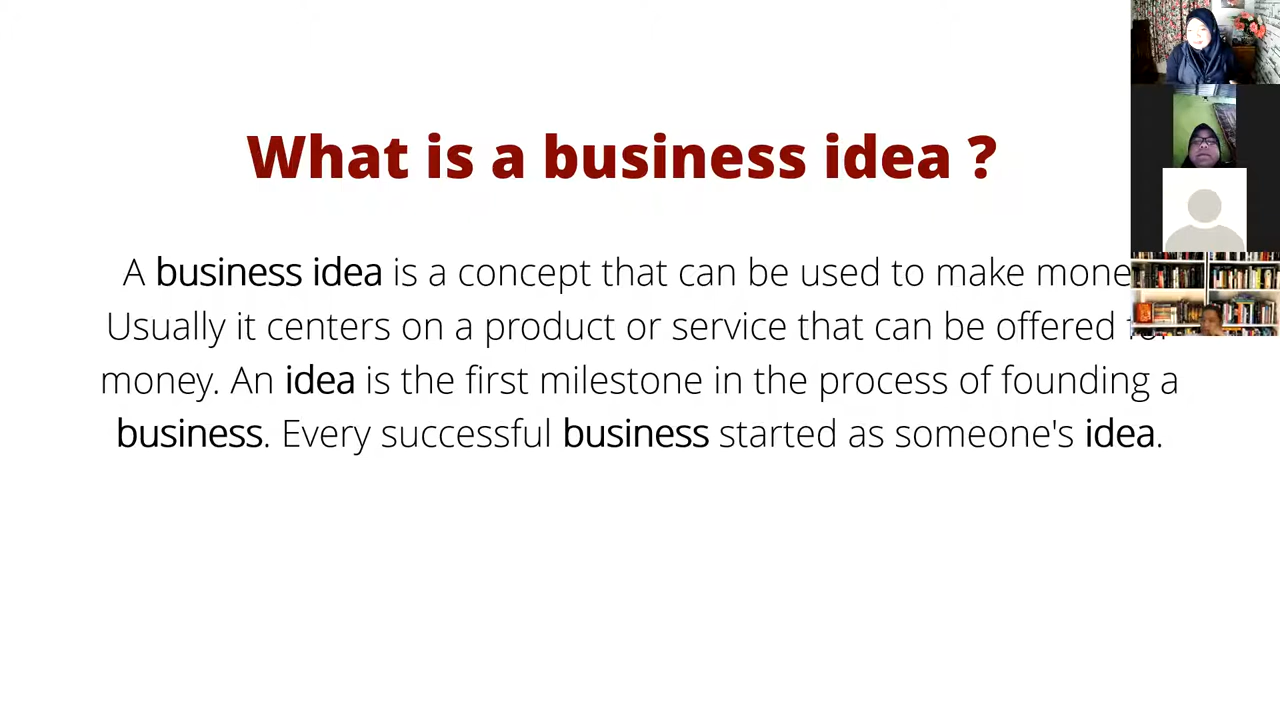 What is a business idea ?
A business idea is a concept that can be used to make
Usually it centers on a product or service that can be offered
money. An idea is the first milestone in the process of founding a
business. Every successful business started as someone's idea.